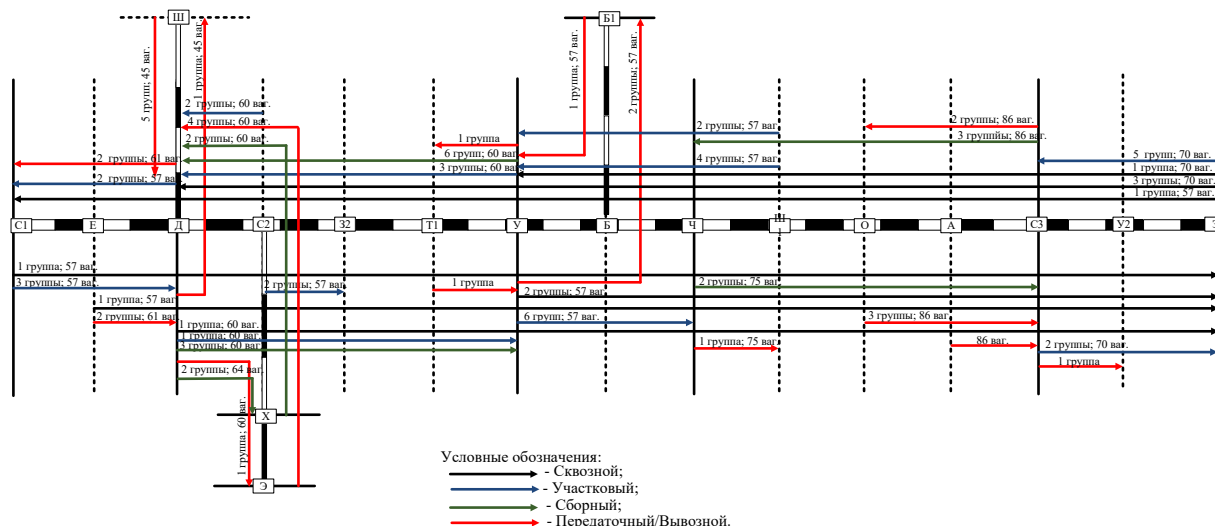 Ш
Б1
5 групп; 45 ваг.
1 группа; 45 ваг.
1 группа; 57 ваг.
2 группы; 57 ваг.
2 группы; 60 ваг.
4 группы; 60 ваг.
2 группы; 60 ваг.
2 группы; 61 ваг.
2 группы; 57 ваг.
1 группа
6 групп; 60 ваг.
3 группы; 60 ваг.
2 группы; 57 ваг.
4 группы; 57 ваг.
2 группы; 86 ваг.
3 группйы; 86 ваг.
5 групп; 70 ваг.
1 группа; 70 ваг.
3 группы; 70 ваг.
1 группа; 57 ваг.
С1 Е Д С2 З2 Т1 У Б Ч О А С3 У2
1 группа; 57 ваг.
3 группы; 57 ваг.
1 группа; 57 ваг.
2 группы; 61 ваг.
2 группы; 57 ваг.
1 группа; 60 ваг.
1 группа; 60 ваг.
3 группы; 60 ваг.
2 группы; 64 ваг.
1 группа; 60 ваг.
1 группа
2 группы; 57 ваг.
6 групп; 57 ваг.
2 группы; 75 ваг.
1 группа; 75 ваг.
3 группы; 86 ваг.
86 ваг.
2 группы; 70 ваг.
1 группа
Х
Э
Условные обозначения:
- Сквозной;
- Участковый;
- Сборный;
- Передаточный/Вывозной.